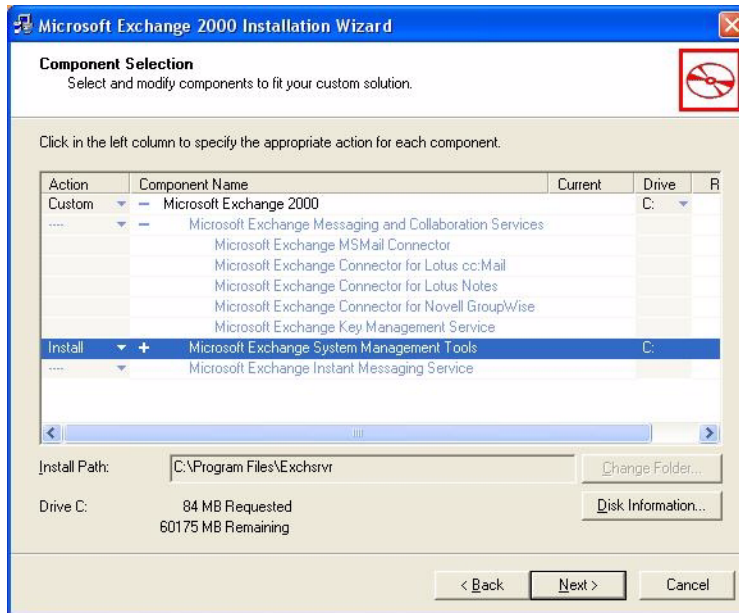 Microsoft Exchange 2000 Installation Wizard
Component Selection
Select and modify components to fit your custom solution.
Click in the left column to specify the appropriate action for each component.
Action Component Name Current Drive R
Custom Microsoft Exchange 2000 C:
---- Microsoft Exchange Messaging and Collaboration Services
Microsoft Exchange MSMail Connector
Microsoft Exchange Connector for Lotus cc:Mail
Microsoft Exchange Connector for Lotus Notes
Microsoft Exchange Connector for Novell GroupWise
Microsoft Exchange Key Management Service
Install Microsoft Exchange System Management Tools C:
---- Microsoft Exchange Instant Messaging Service
Install Path: C:\Program Files\Exchsrvr Change Folder...
Drive C: 84 MB Requested Disk Information...
60175 MB Remaining
< Back Next > Cancel